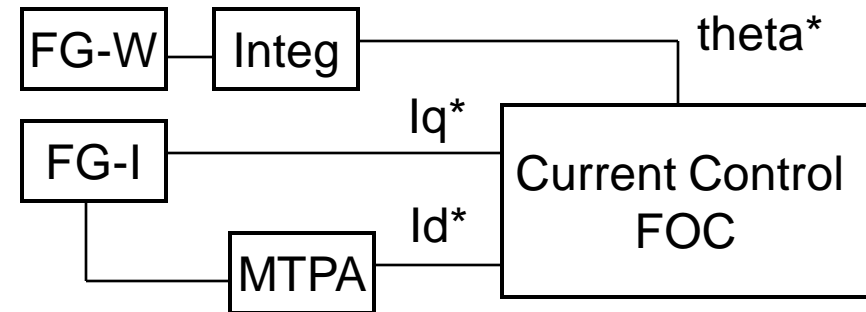 FG-W
Integ
theta*
FG-I
Iq*
Current Control
FOC
MTPA
Id*